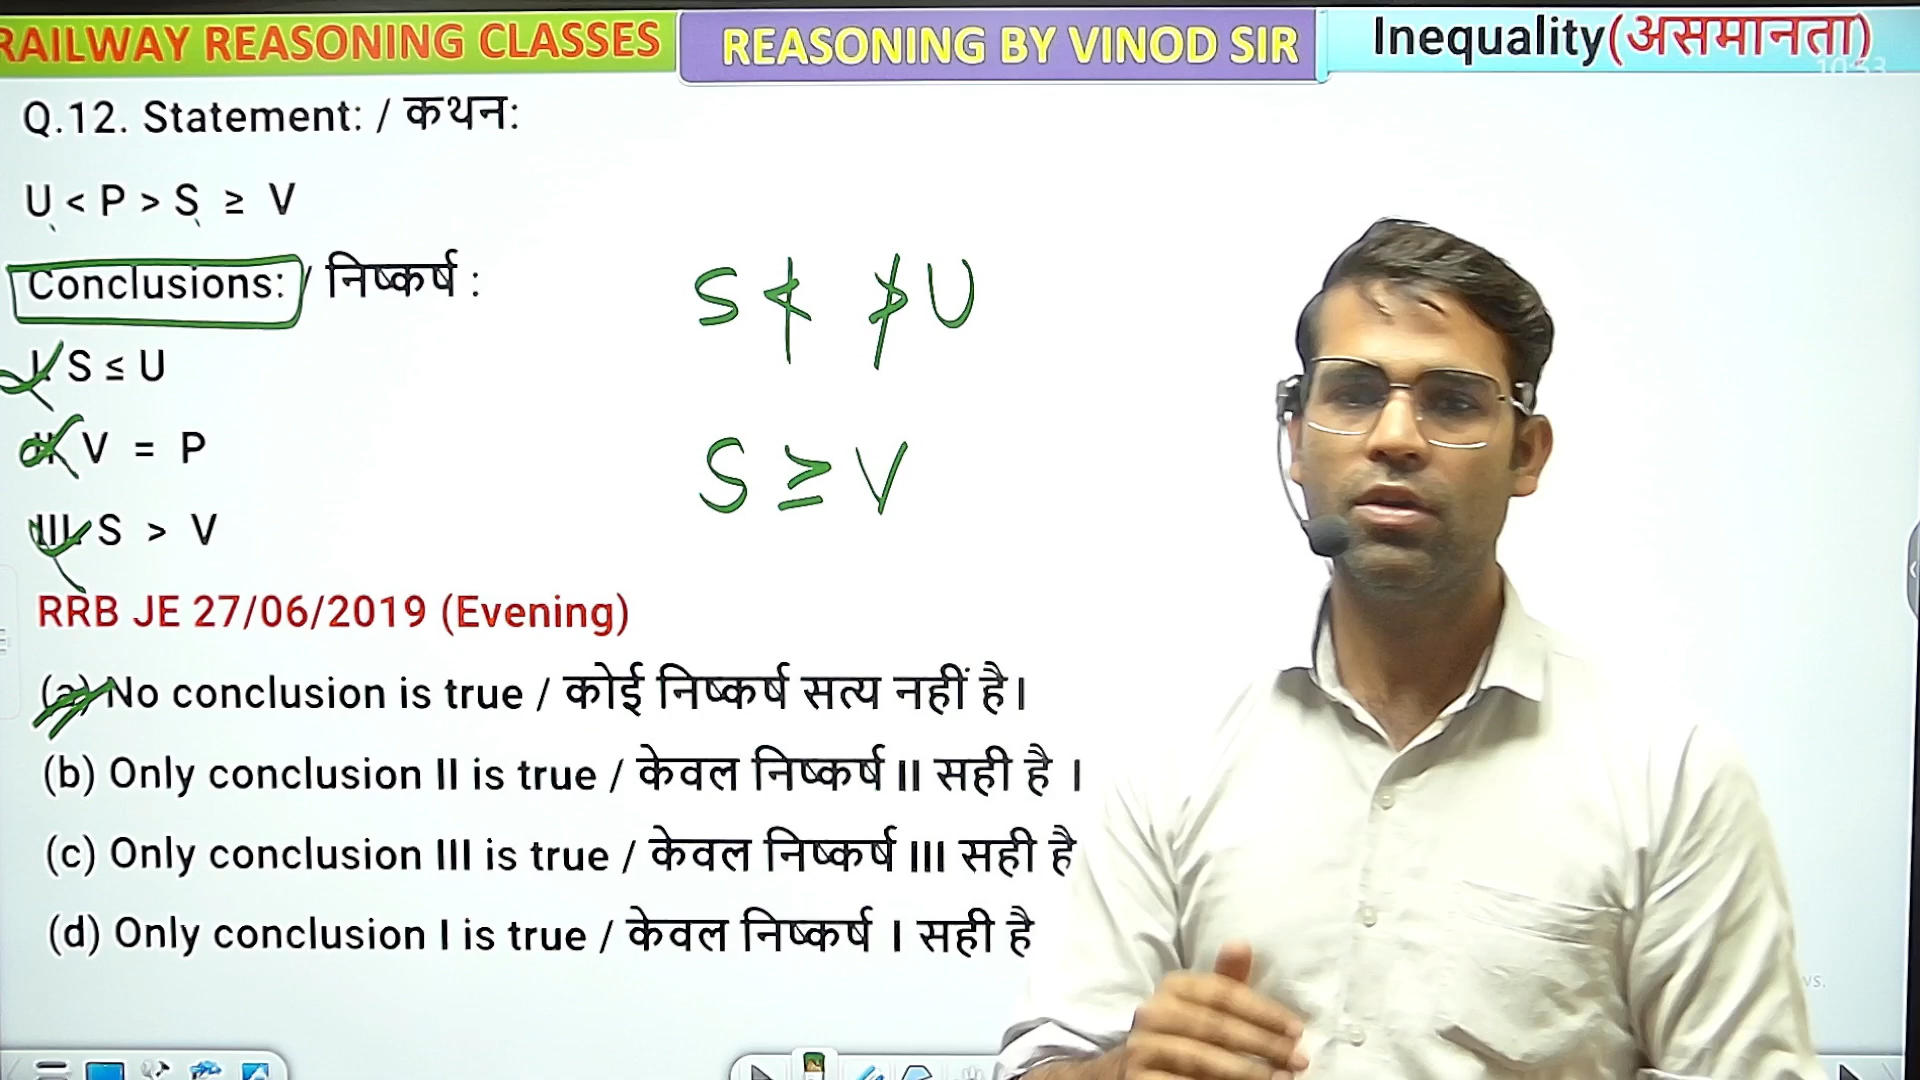 RAILWAY REASONING CLASSES
REASONING BY VINOD SIR
Inequality(असमानता)
10:53
Q.12. Statement: / कथन:
U < P > S ≥ V
Conclusions: / निष्कर्ष :
S ≮ ≯ U
I. S ≤ U
II. V = P
S ≥ V
III. S > V
RRB JE 27/06/2019 (Evening)
(a) No conclusion is true / कोई निष्कर्ष सत्य नहीं है।
(b) Only conclusion II is true / केवल निष्कर्ष II सही है ।
(c) Only conclusion III is true / केवल निष्कर्ष III सही है
(d) Only conclusion I is true / केवल निष्कर्ष I सही है